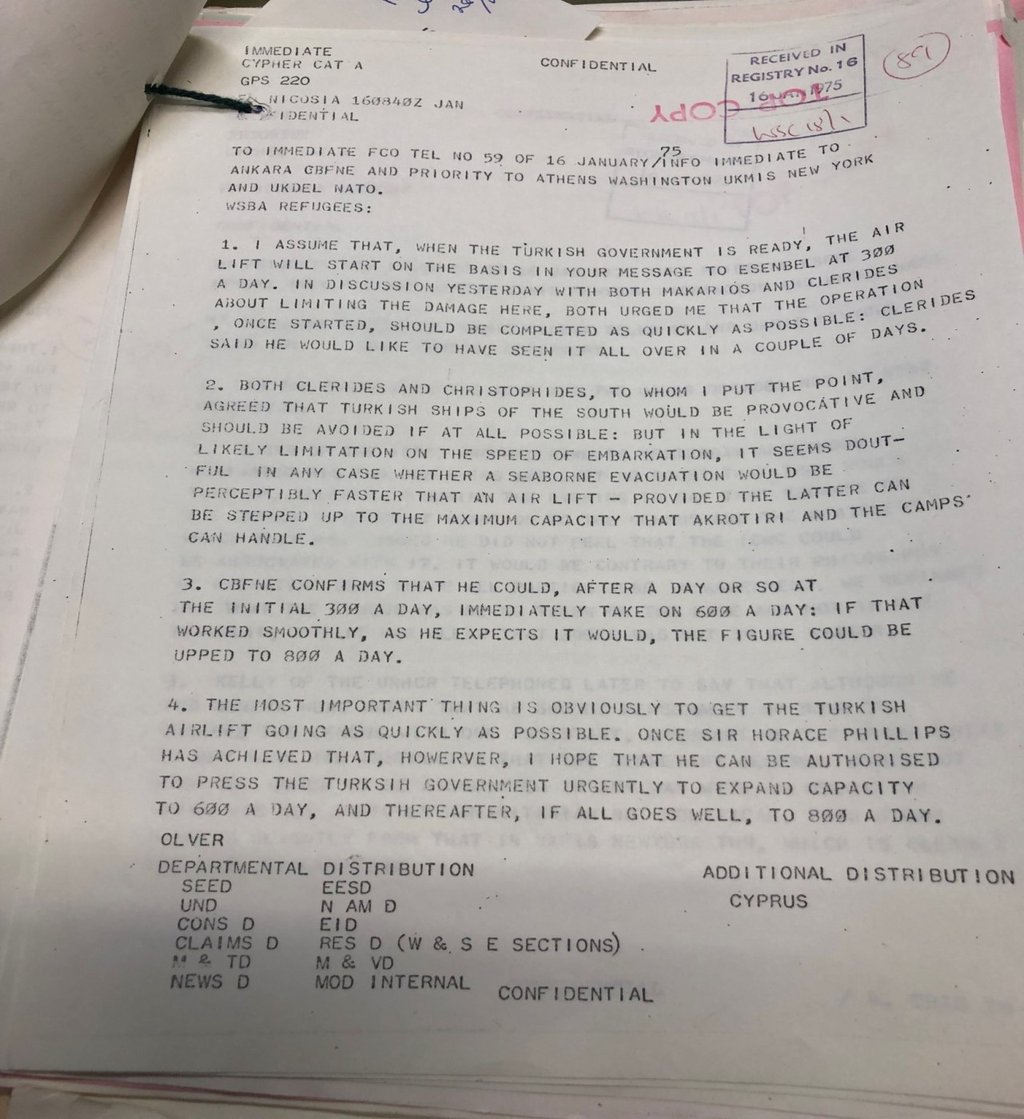 IMMEDIATE
CYPHER CAT A
CONFIDENTIAL
GPS 220
RECEIVED IN
REGISTRY No. 16
16 JAN 1975
TOP COPY
WSC 18/1
89
NICOSIA 160840Z JAN
IDENTIAL
75
TO IMMEDIATE FCO TEL NO 59 OF 16 JANUARY/INFO IMMEDIATE TO
ANKARA CBFNE AND PRIORITY TO ATHENS WASHINGTON UKMIS NEW YORK
AND UKDEL NATO.
WSBA REFUGEES:
1. I ASSUME THAT, WHEN THE TURKISH GOVERNMENT IS READY, THE AIR
LIFT WILL START ON THE BASIS IN YOUR MESSAGE TO ESENBEL AT 300
A DAY. IN DISCUSSION YESTERDAY WITH BOTH MAKARIOS AND CLERIDES
ABOUT LIMITING THE DAMAGE HERE, BOTH URGED ME THAT THE OPERATION
, ONCE STARTED, SHOULD BE COMPLETED AS QUICKLY AS POSSIBLE: CLERIDES
SAID HE WOULD LIKE TO HAVE SEEN IT ALL OVER IN A COUPLE OF DAYS.
2. BOTH CLERIDES AND CHRISTOPHIDES, TO WHOM I PUT THE POINT,
AGREED THAT TURKISH SHIPS OF THE SOUTH WOULD BE PROVOCATIVE AND
SHOULD BE AVOIDED IF AT ALL POSSIBLE: BUT IN THE LIGHT OF
LIKELY LIMITATION ON THE SPEED OF EMBARKATION, IT SEEMS DOUT-
FUL IN ANY CASE WHETHER A SEABORNE EVACUATION WOULD BE
PERCEPTIBLY FASTER THAT AN AIR LIFT - PROVIDED THE LATTER CAN
BE STEPPED UP TO THE MAXIMUM CAPACITY THAT AKROTIRI AND THE CAMPS
CAN HANDLE.
3. CBFNE CONFIRMS THAT HE COULD, AFTER A DAY OR SO AT
THE INITIAL 300 A DAY, IMMEDIATELY TAKE ON 600 A DAY: IF THAT
WORKED SMOOTHLY, AS HE EXPECTS IT WOULD, THE FIGURE COULD BE
UPPED TO 800 A DAY.
4. THE MOST IMPORTANT THING IS OBVIOUSLY TO GET THE TURKISH
AIRLIFT GOING AS QUICKLY AS POSSIBLE. ONCE SIR HORACE PHILLIPS
HAS ACHIEVED THAT, HOWERVER, I HOPE THAT HE CAN BE AUTHORISED
TO PRESS THE TURKSIH GOVERNMENT URGENTLY TO EXPAND CAPACITY
TO 600 A DAY, AND THEREAFTER, IF ALL GOES WELL, TO 800 A DAY.
OLVER
DEPARTMENTAL DISTRIBUTION
ADDITIONAL DISTRIBUTION
SEED EESD
CYPRUS
UND N AM D
CONS D EID
CLAIMS D RES D (W & S E SECTIONS)
M & TD M & VD
NEWS D MOD INTERNAL
CONFIDENTIAL